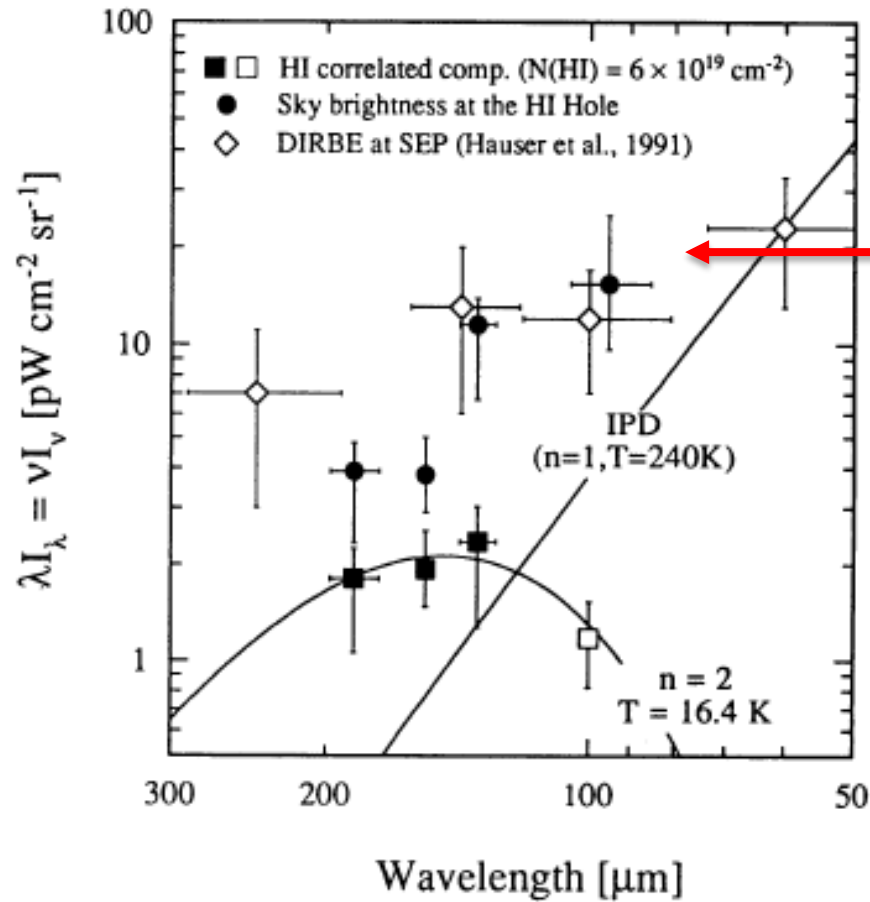 100
■ □ HI correlated comp. (N(HI) = 6 × 10¹⁹ cm⁻²)
● Sky brightness at the HI Hole
◇ DIRBE at SEP (Hauser et al., 1991)
λI_λ = νI_ν [pW cm⁻² sr⁻¹]
10
IPD
(n=1,T=240K)
1
n = 2
T = 16.4 K
300 200 100 50
Wavelength [μm]